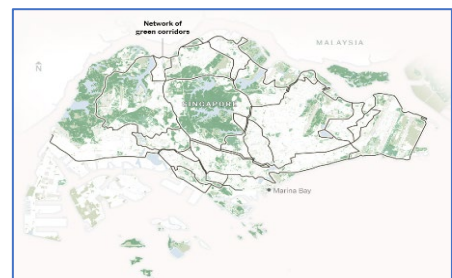 Network of
green corridors
MALAYSIA
N
SINGAPORE
Marina Bay